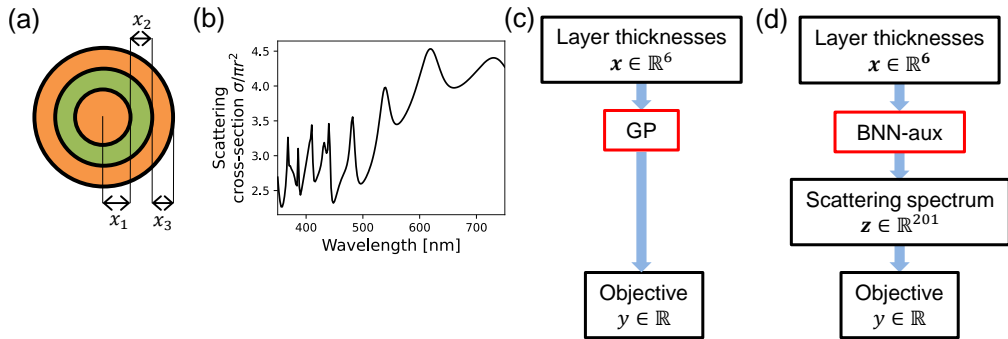 (a)
x₂
x₁
x₃
(b)
Scattering
cross-section σ/πr²
4.5
4.0
3.5
3.0
2.5
400
500
600
700
Wavelength [nm]
(c)
Layer thicknesses
x ∈ ℝ⁶
GP
Objective
y ∈ ℝ
(d)
Layer thicknesses
x ∈ ℝ⁶
BNN-aux
Scattering spectrum
z ∈ ℝ²⁰¹
Objective
y ∈ ℝ